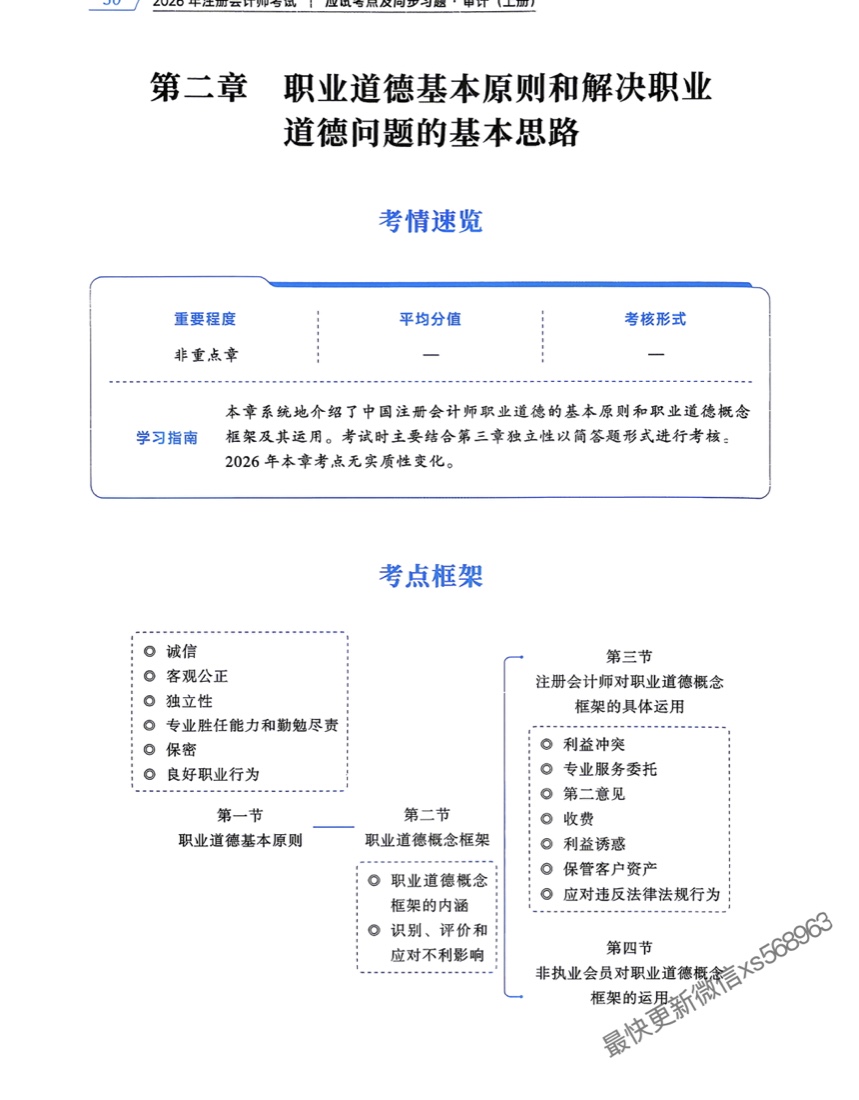 2026 年注册会计师考试 | 应试考点及同步习题·审计(上册)
第二章 职业道德基本原则和解决职业
道德问题的基本思路
考情速览
重要程度 平均分值 考核形式
非重点章 — —
学习指南
本章系统地介绍了中国注册会计师职业道德的基本原则和职业道德概念
框架及其运用。考试时主要结合第三章独立性以简答题形式进行考核。
2026 年本章考点无实质性变化。
考点框架
◎ 诚信
◎ 客观公正
◎ 独立性
◎ 专业胜任能力和勤勉尽责
◎ 保密
◎ 良好职业行为
第一节
职业道德基本原则
第二节
职业道德概念框架
◎ 职业道德概念
框架的内涵
◎ 识别、评价和
应对不利影响
第三节
注册会计师对职业道德概念
框架的具体运用
◎ 利益冲突
◎ 专业服务委托
◎ 第二意见
◎ 收费
◎ 利益诱惑
◎ 保管客户资产
◎ 应对违反法律法规行为
第四节
非执业会员对职业道德概念
框架的运用
最快更新微信xs568963